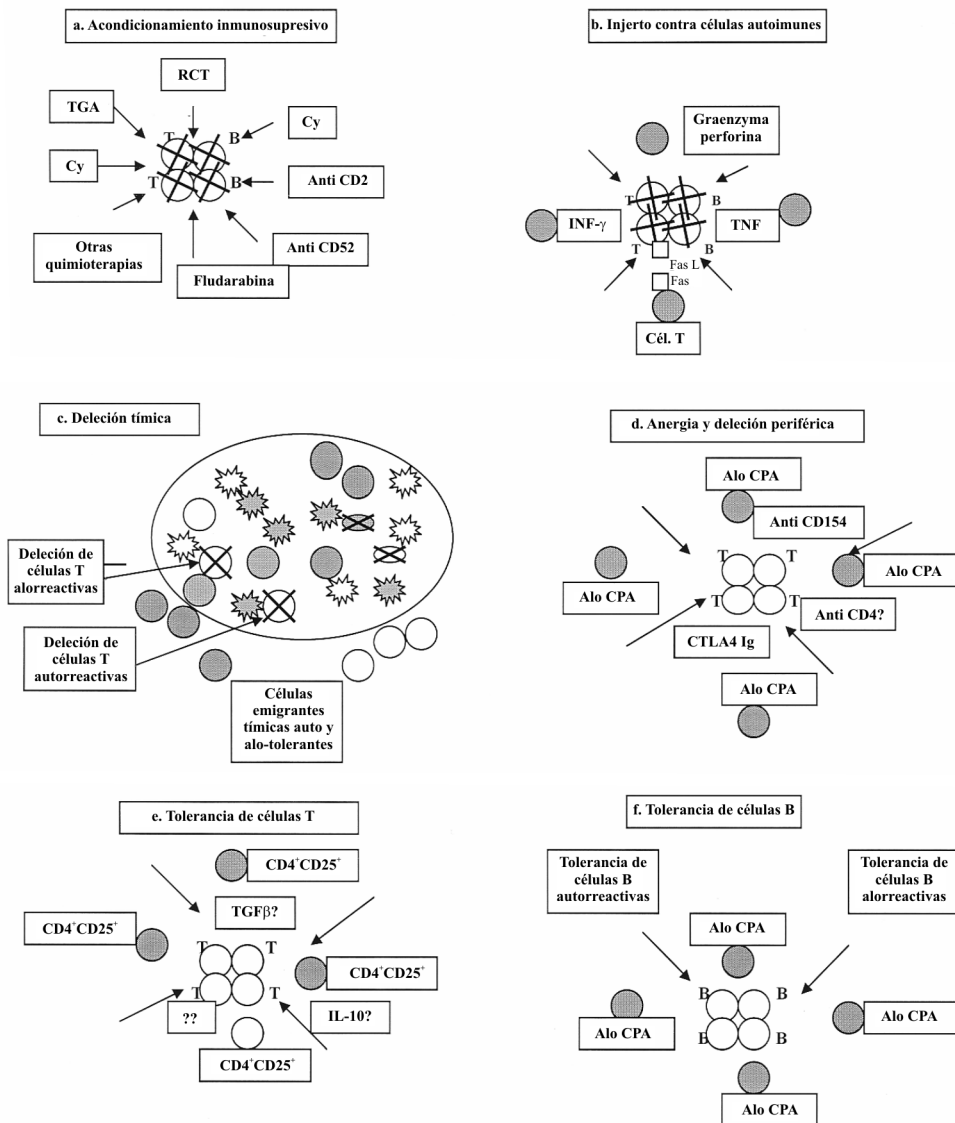 a. Acondicionamiento inmunosupresivo
RCT
TGA
T
B
Cy
Cy
T
B
Anti CD2
Otras
quimioterapias
Anti CD52
Fludarabina
b. Injerto contra células autoimunes
Graenzyma
perforina
T
B
INF-γ
TNF
T
B
Fas L
Fas
Cél. T
c. Deleción tímica
Deleción de
células T
alorreactivas
Deleción de
células T
autorreactivas
Células
emigrantes
tímicas auto y
alo-tolerantes
d. Anergia y deleción periférica
Alo CPA
Anti CD154
T
T
Alo CPA
Alo CPA
T
T
Anti CD4?
CTLA4 Ig
Alo CPA
e. Tolerancia de células T
CD4⁺CD25⁺
TGFβ?
CD4⁺CD25⁺
T
T
CD4⁺CD25⁺
T
T
??
IL-10?
CD4⁺CD25⁺
f. Tolerancia de células B
Tolerancia de
células B
autorreactivas
Tolerancia de
células B
alorreactivas
Alo CPA
B
B
Alo CPA
Alo CPA
B
B
Alo CPA